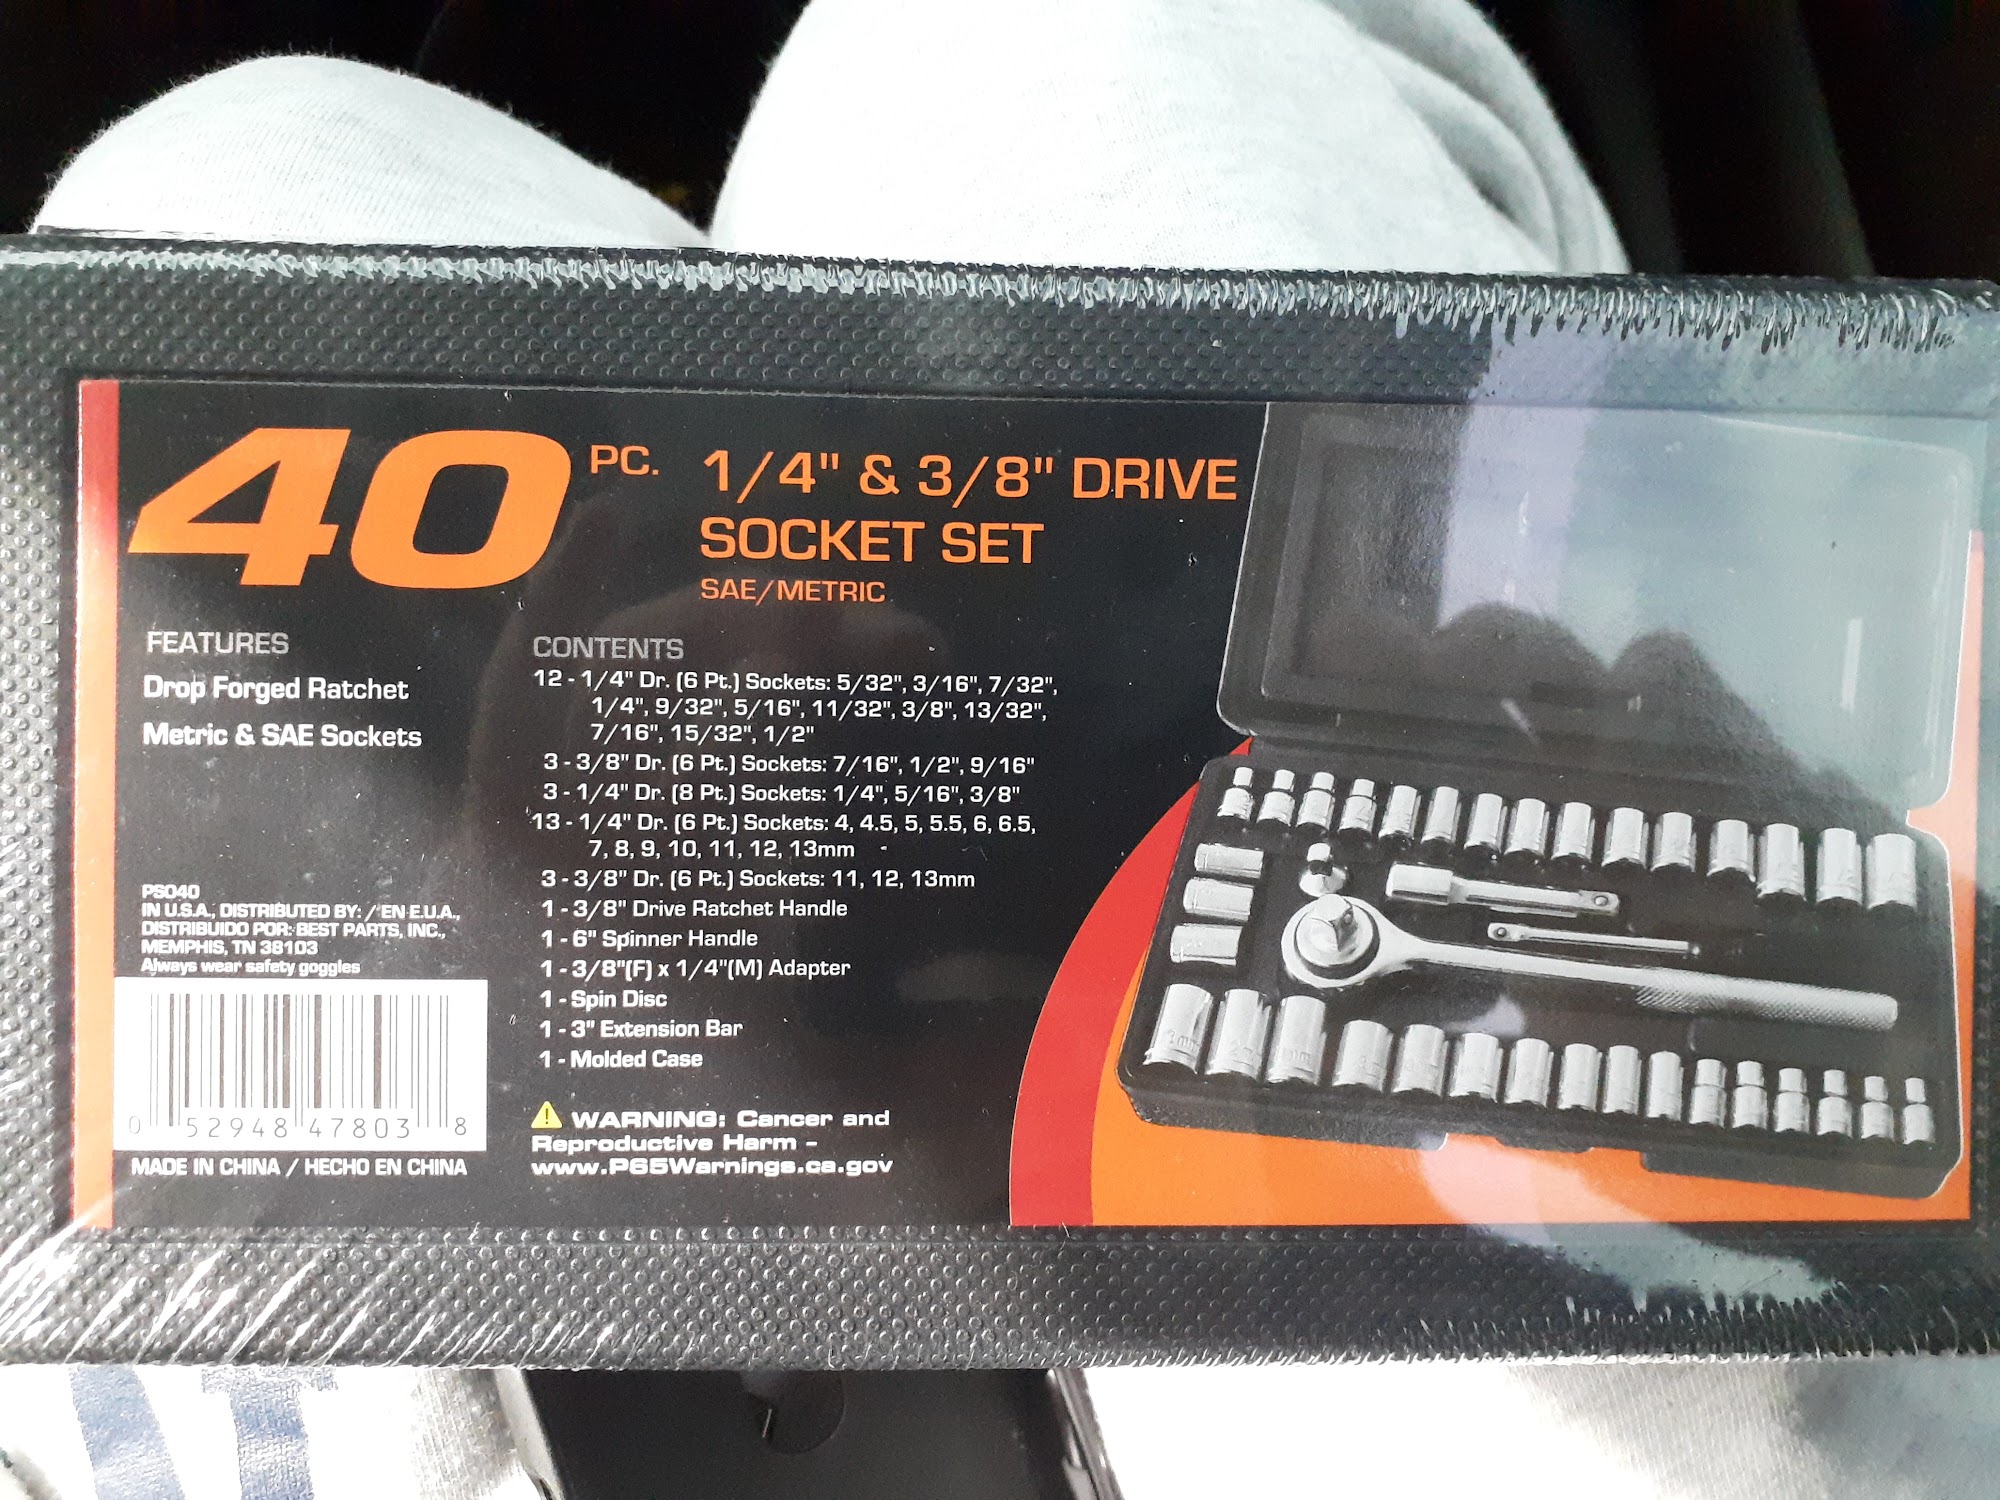 40 PC. 1/4" & 3/8" DRIVE
SOCKET SET
SAE/METRIC
FEATURES
Drop Forged Ratchet
Metric & SAE Sockets
PS040
IN U.S.A., DISTRIBUTED BY: / EN E.U.A.,
DISTRIBUIDO POR: BEST PARTS, INC.,
MEMPHIS, TN 38103
Always wear safety goggles
0 52948 47803 8
MADE IN CHINA / HECHO EN CHINA
CONTENTS
12 - 1/4" Dr. (6 Pt.) Sockets: 5/32", 3/16", 7/32",
1/4", 9/32", 5/16", 11/32", 3/8", 13/32",
7/16", 15/32", 1/2"
3 - 3/8" Dr. (6 Pt.) Sockets: 7/16", 1/2", 9/16"
3 - 1/4" Dr. (8 Pt.) Sockets: 1/4", 5/16", 3/8"
13 - 1/4" Dr. (6 Pt.) Sockets: 4, 4.5, 5, 5.5, 6, 6.5,
7, 8, 9, 10, 11, 12, 13mm
3 - 3/8" Dr. (6 Pt.) Sockets: 11, 12, 13mm
1 - 3/8" Drive Ratchet Handle
1 - 6" Spinner Handle
1 - 3/8"(F) x 1/4"(M) Adapter
1 - Spin Disc
1 - 3" Extension Bar
1 - Molded Case
WARNING: Cancer and
Reproductive Harm -
www.P65Warnings.ca.gov